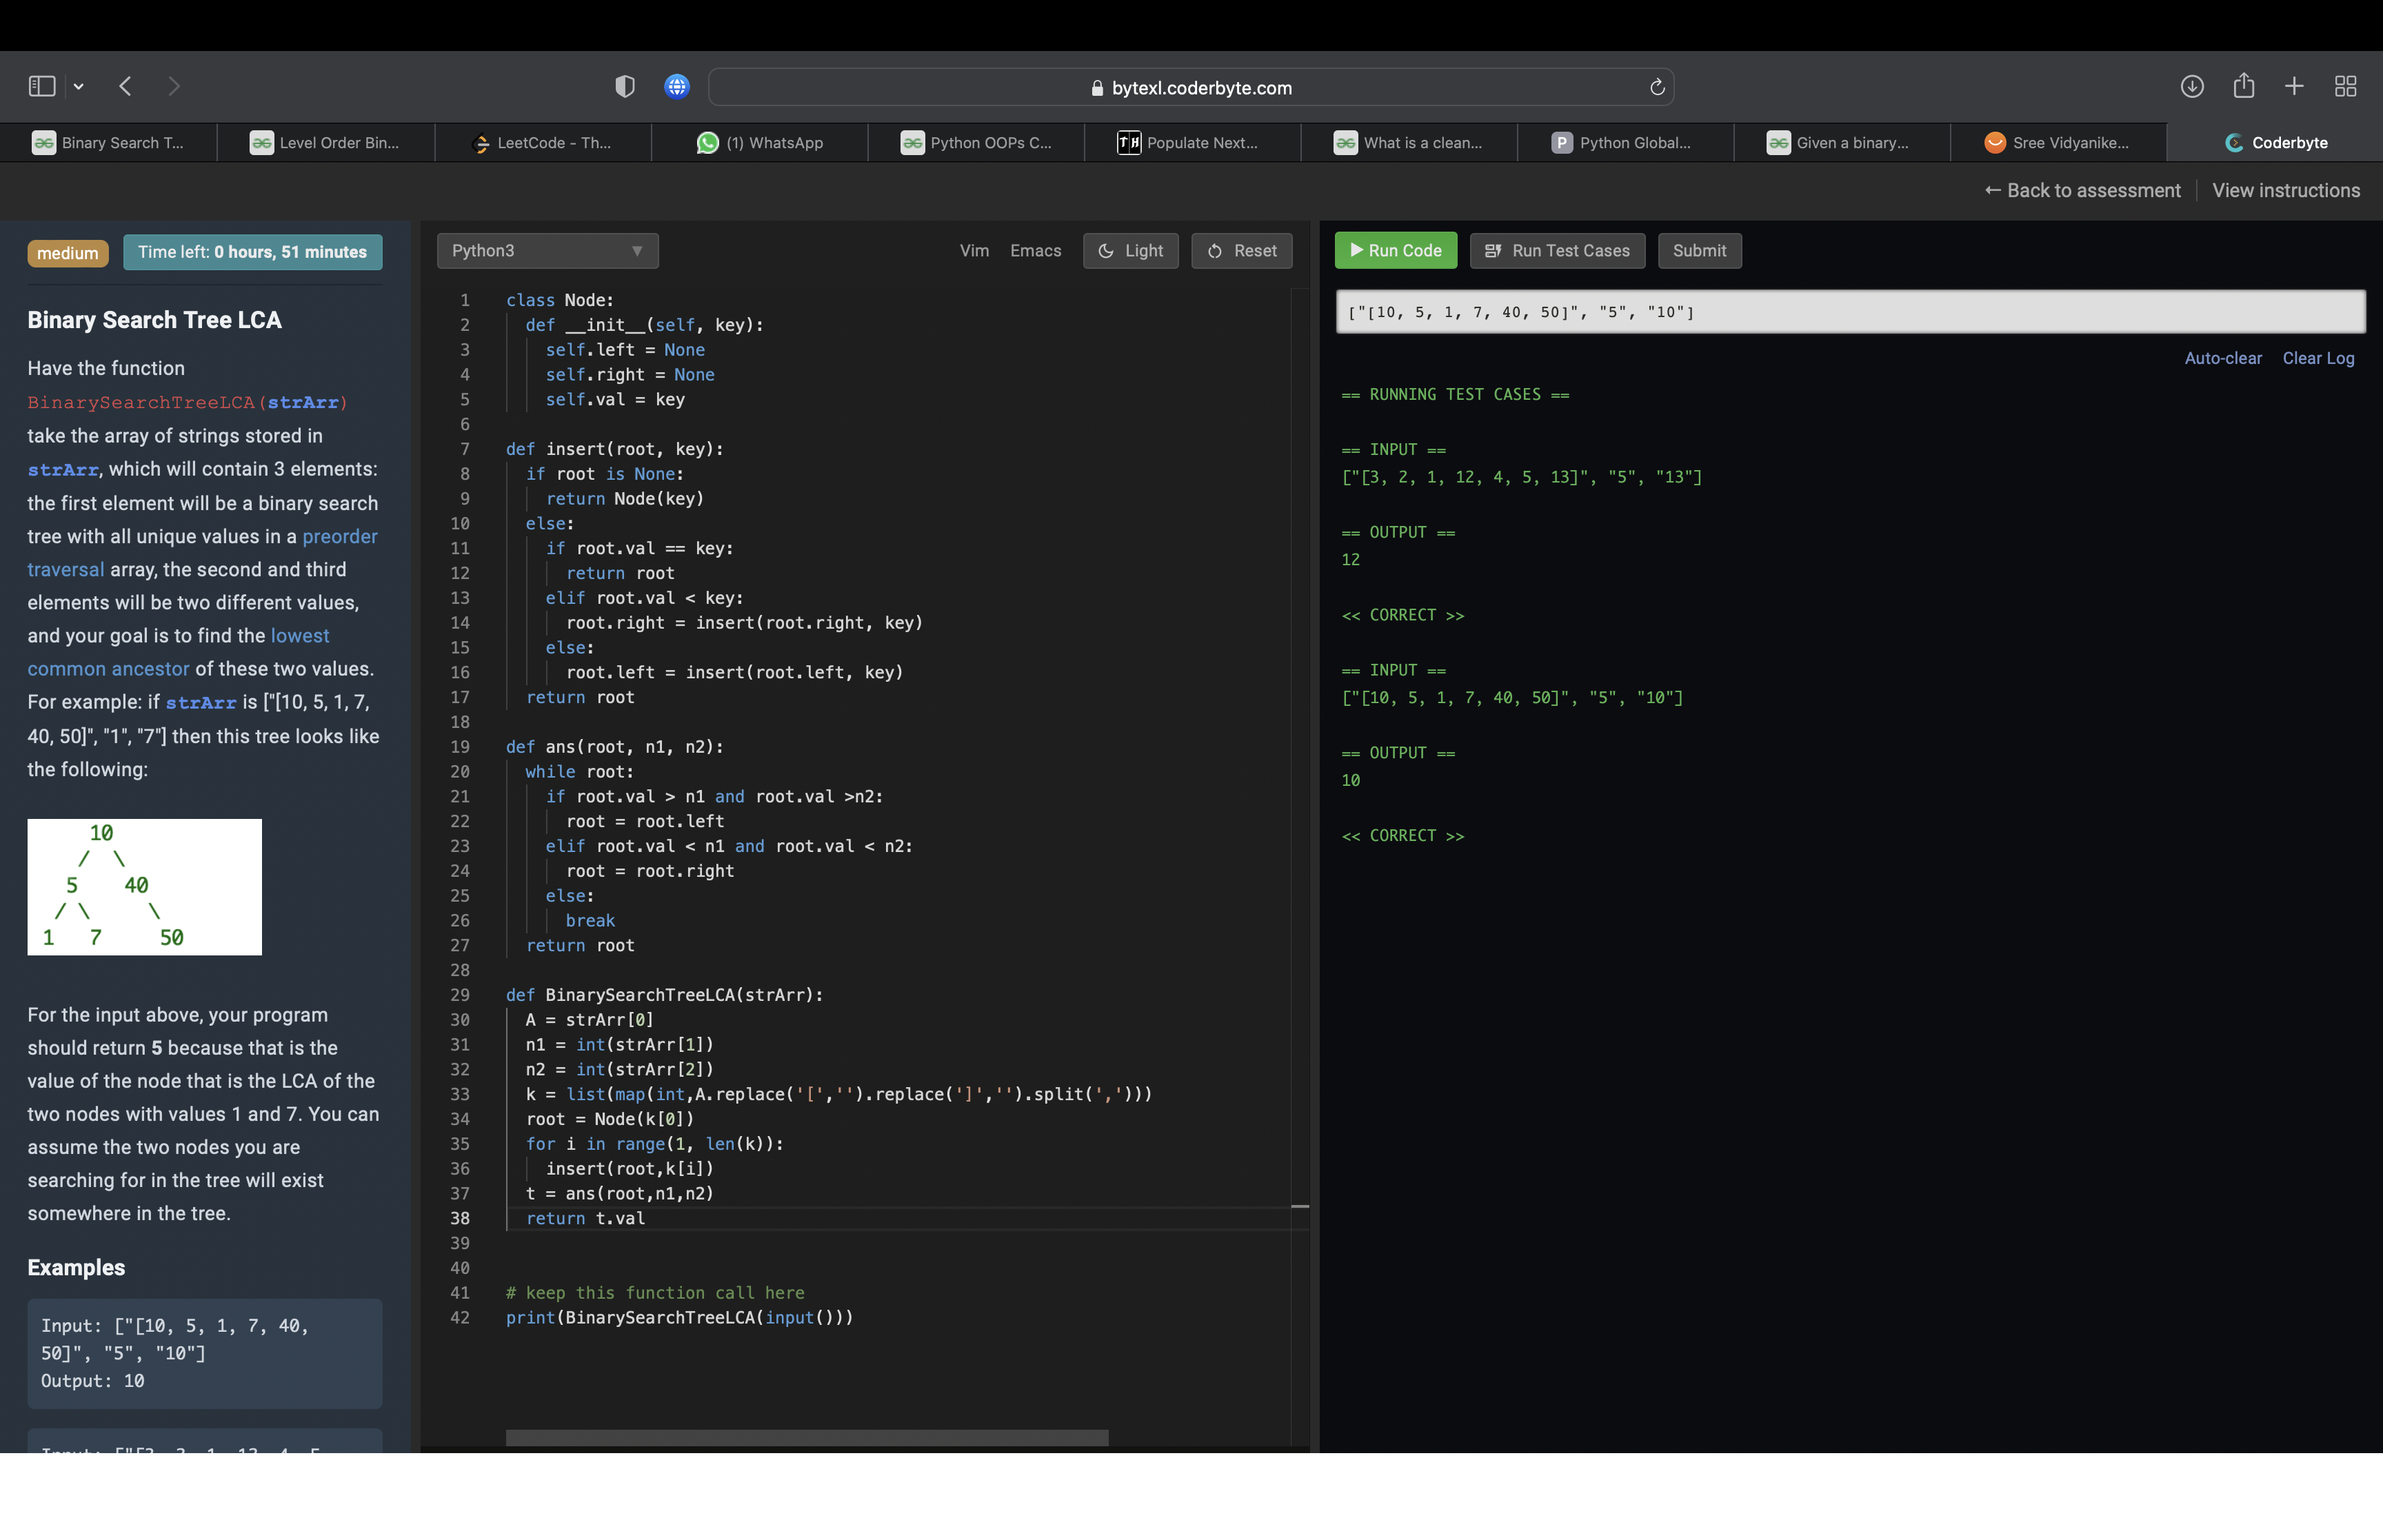 bytexl.coderbyte.com
Binary Search T...
Level Order Bin...
LeetCode - Th...
(1) WhatsApp
Python OOPs C...
TH Populate Next...
What is a clean...
P Python Global...
Given a binary...
Sree Vidyanike...
Coderbyte
← Back to assessment
View instructions
medium
Time left: 0 hours, 51 minutes
Binary Search Tree LCA
Have the function
BinarySearchTreeLCA(strArr)
take the array of strings stored in
strArr, which will contain 3 elements:
the first element will be a binary search
tree with all unique values in a preorder
traversal array, the second and third
elements will be two different values,
and your goal is to find the lowest
common ancestor of these two values.
For example: if strArr is ["[10, 5, 1, 7,
40, 50]", "1", "7"] then this tree looks like
the following:
10
/ \
5 40
/ \ \
1 7 50
For the input above, your program
should return 5 because that is the
value of the node that is the LCA of the
two nodes with values 1 and 7. You can
assume the two nodes you are
searching for in the tree will exist
somewhere in the tree.
Examples
Input: ["[10, 5, 1, 7, 40,
50]", "5", "10"]
Output: 10
Python3
Vim
Emacs
Light
Reset
1 class Node:
2 def __init__(self, key):
3 self.left = None
4 self.right = None
5 self.val = key
6
7 def insert(root, key):
8 if root is None:
9 return Node(key)
10 else:
11 if root.val == key:
12 return root
13 elif root.val < key:
14 root.right = insert(root.right, key)
15 else:
16 root.left = insert(root.left, key)
17 return root
18
19 def ans(root, n1, n2):
20 while root:
21 if root.val > n1 and root.val >n2:
22 root = root.left
23 elif root.val < n1 and root.val < n2:
24 root = root.right
25 else:
26 break
27 return root
28
29 def BinarySearchTreeLCA(strArr):
30 A = strArr[0]
31 n1 = int(strArr[1])
32 n2 = int(strArr[2])
33 k = list(map(int,A.replace('[','').replace(']','').split(',')))
34 root = Node(k[0])
35 for i in range(1, len(k)):
36 insert(root,k[i])
37 t = ans(root,n1,n2)
38 return t.val
39
40
41 # keep this function call here
42 print(BinarySearchTreeLCA(input()))
Run Code
Run Test Cases
Submit
["[10, 5, 1, 7, 40, 50]", "5", "10"]
Auto-clear
Clear Log
== RUNNING TEST CASES ==
== INPUT ==
["[3, 2, 1, 12, 4, 5, 13]", "5", "13"]
== OUTPUT ==
12
<< CORRECT >>
== INPUT ==
["[10, 5, 1, 7, 40, 50]", "5", "10"]
== OUTPUT ==
10
<< CORRECT >>